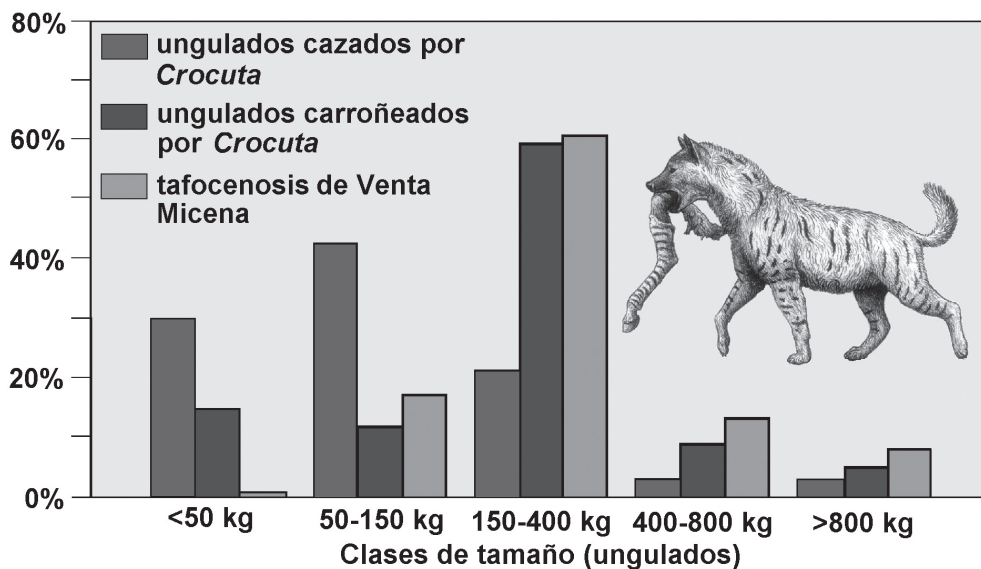 80%
60%
40%
20%
0%
ungulados cazados por
Crocuta
ungulados carroñeados
por Crocuta
tafocenosis de Venta
Micena
<50 kg
50-150 kg
150-400 kg
400-800 kg
>800 kg
Clases de tamaño (ungulados)